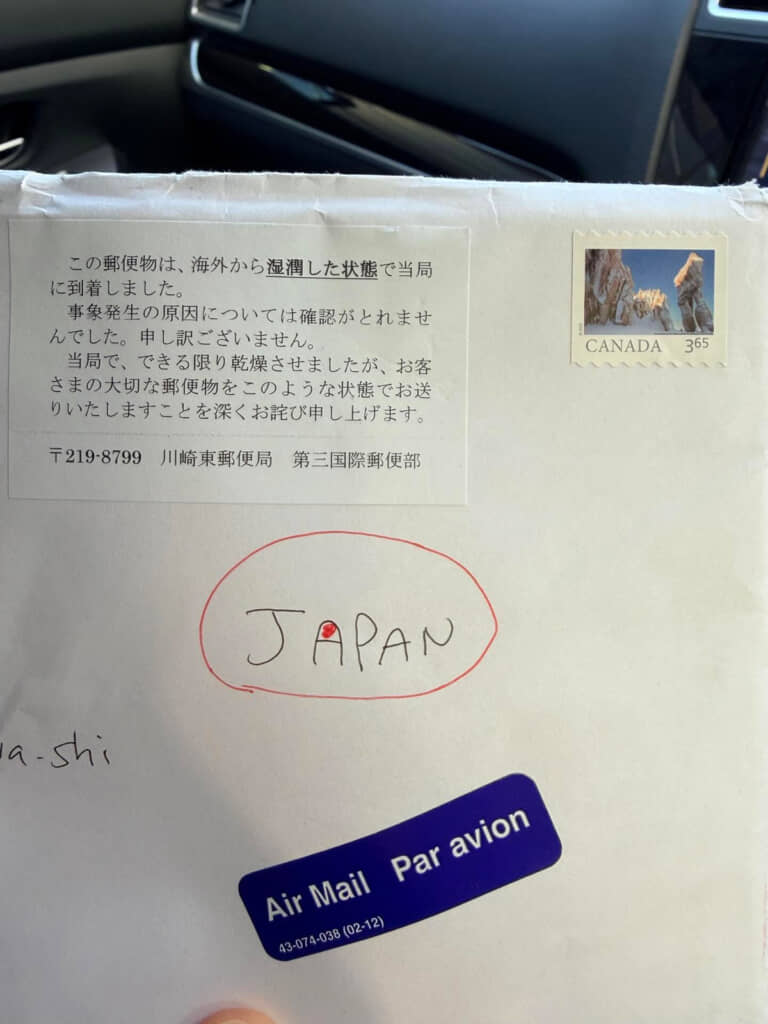 この郵便物は、海外から湿潤した状態で当局
に到着しました。
事象発生の原因については確認がとれませ
んでした。申し訳ございません。
当局で、できる限り乾燥させましたが、お客
さまの大切な郵便物をこのような状態でお送
りいたしますことを深くお詫び申し上げます。
〒219-8799 川崎東郵便局 第三国際郵便部
CANADA 3⁶⁵
JAPAN
a-shi
Air Mail Par avion
43-074-038 (02-12)